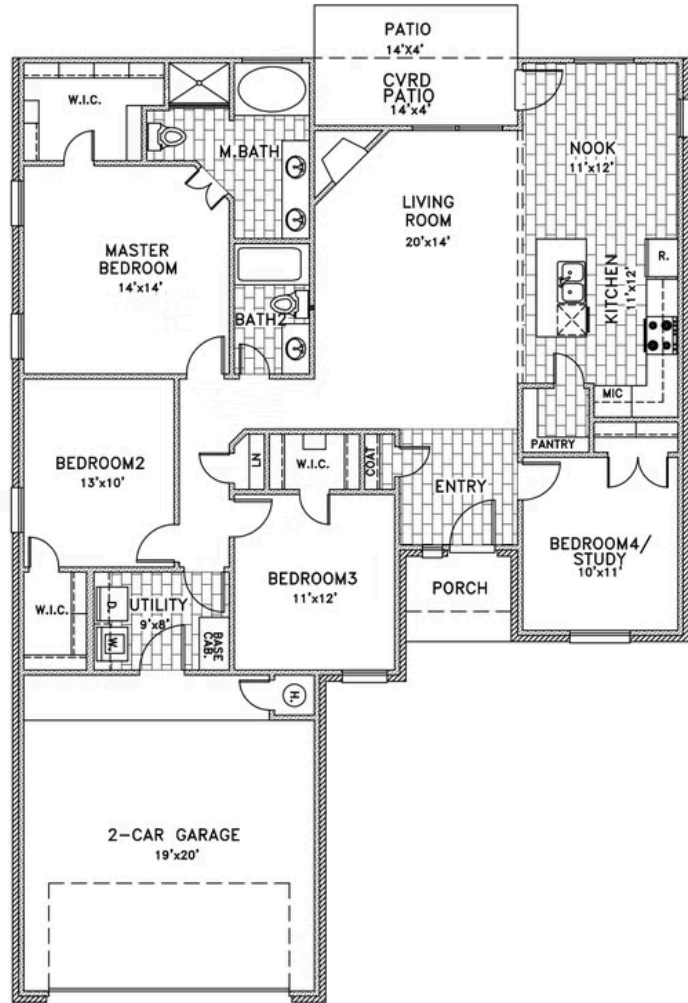 PATIO
14'X4'
CVRD
PATIO
14'x4'
W.I.C.
M.BATH
NOOK
11'x12'
LIVING
ROOM
20'x14'
MASTER
BEDROOM
14'x14'
R.
KITCHEN
11'x12'
BATH2
MIC
PANTRY
BEDROOM2
13'x10'
LN
W.I.C.
COAT
ENTRY
BEDROOM4/
STUDY
10'x11'
BEDROOM3
11'x12'
PORCH
W.I.C.
D.
UTILITY
9'x8'
W.
BASE
CAB.
H.
2-CAR GARAGE
19'x20'